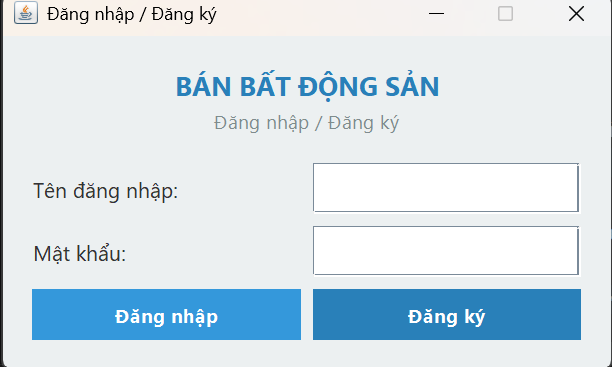 Đăng nhập / Đăng ký
BÁN BẤT ĐỘNG SẢN
Đăng nhập / Đăng ký
Tên đăng nhập:
Mật khẩu:
Đăng nhập Đăng ký